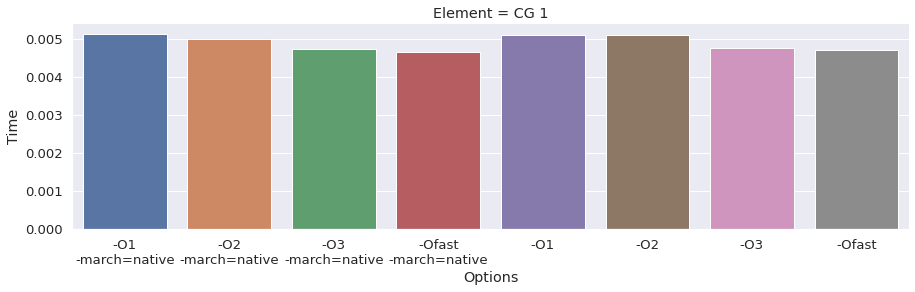 Element = CG 1
Time
0.005
0.004
0.003
0.002
0.001
0.000
-O1
-march=native
-O2
-march=native
-O3
-march=native
-Ofast
-march=native
-O1
-O2
-O3
-Ofast
Options